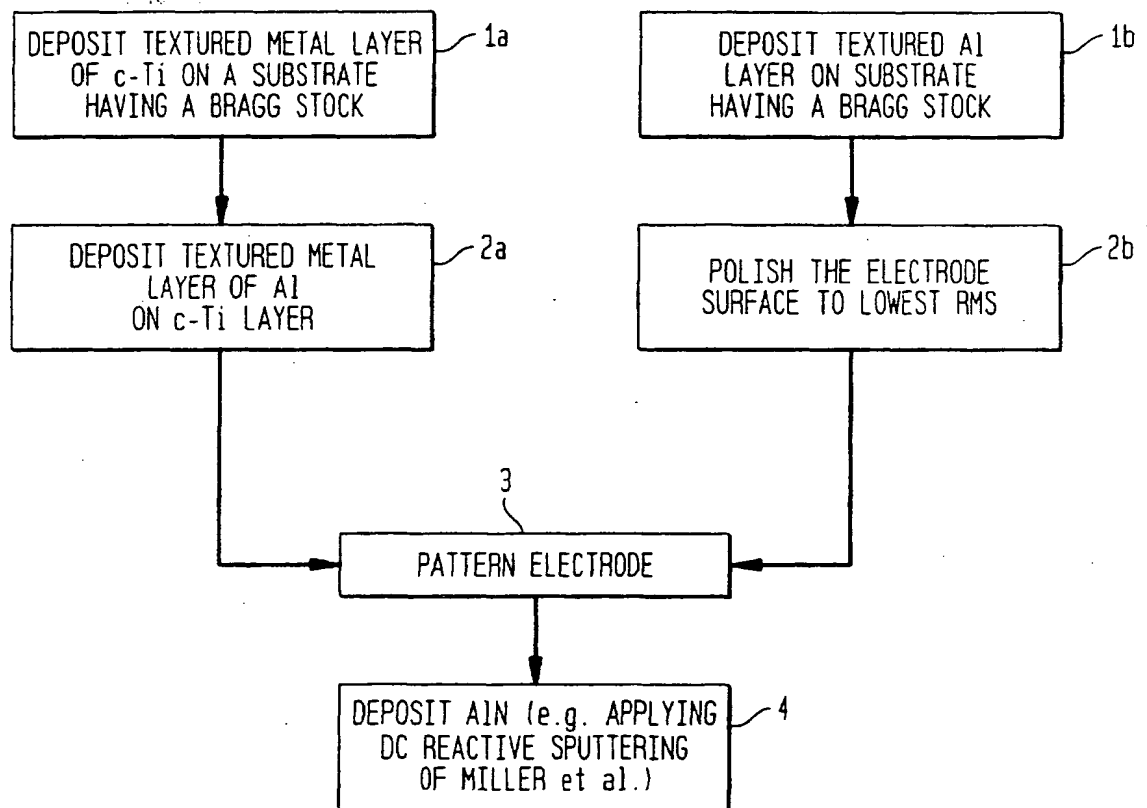 DEPOSIT TEXTURED METAL LAYER
OF c-Ti ON A SUBSTRATE
HAVING A BRAGG STOCK
1a
DEPOSIT TEXTURED Al
LAYER ON SUBSTRATE
HAVING A BRAGG STOCK
1b
DEPOSIT TEXTURED METAL
LAYER OF Al
ON c-Ti LAYER
2a
POLISH THE ELECTRODE
SURFACE TO LOWEST RMS
2b
3
PATTERN ELECTRODE
DEPOSIT AlN (e.g. APPLYING
DC REACTIVE SPUTTERING
OF MILLER et al.)
4